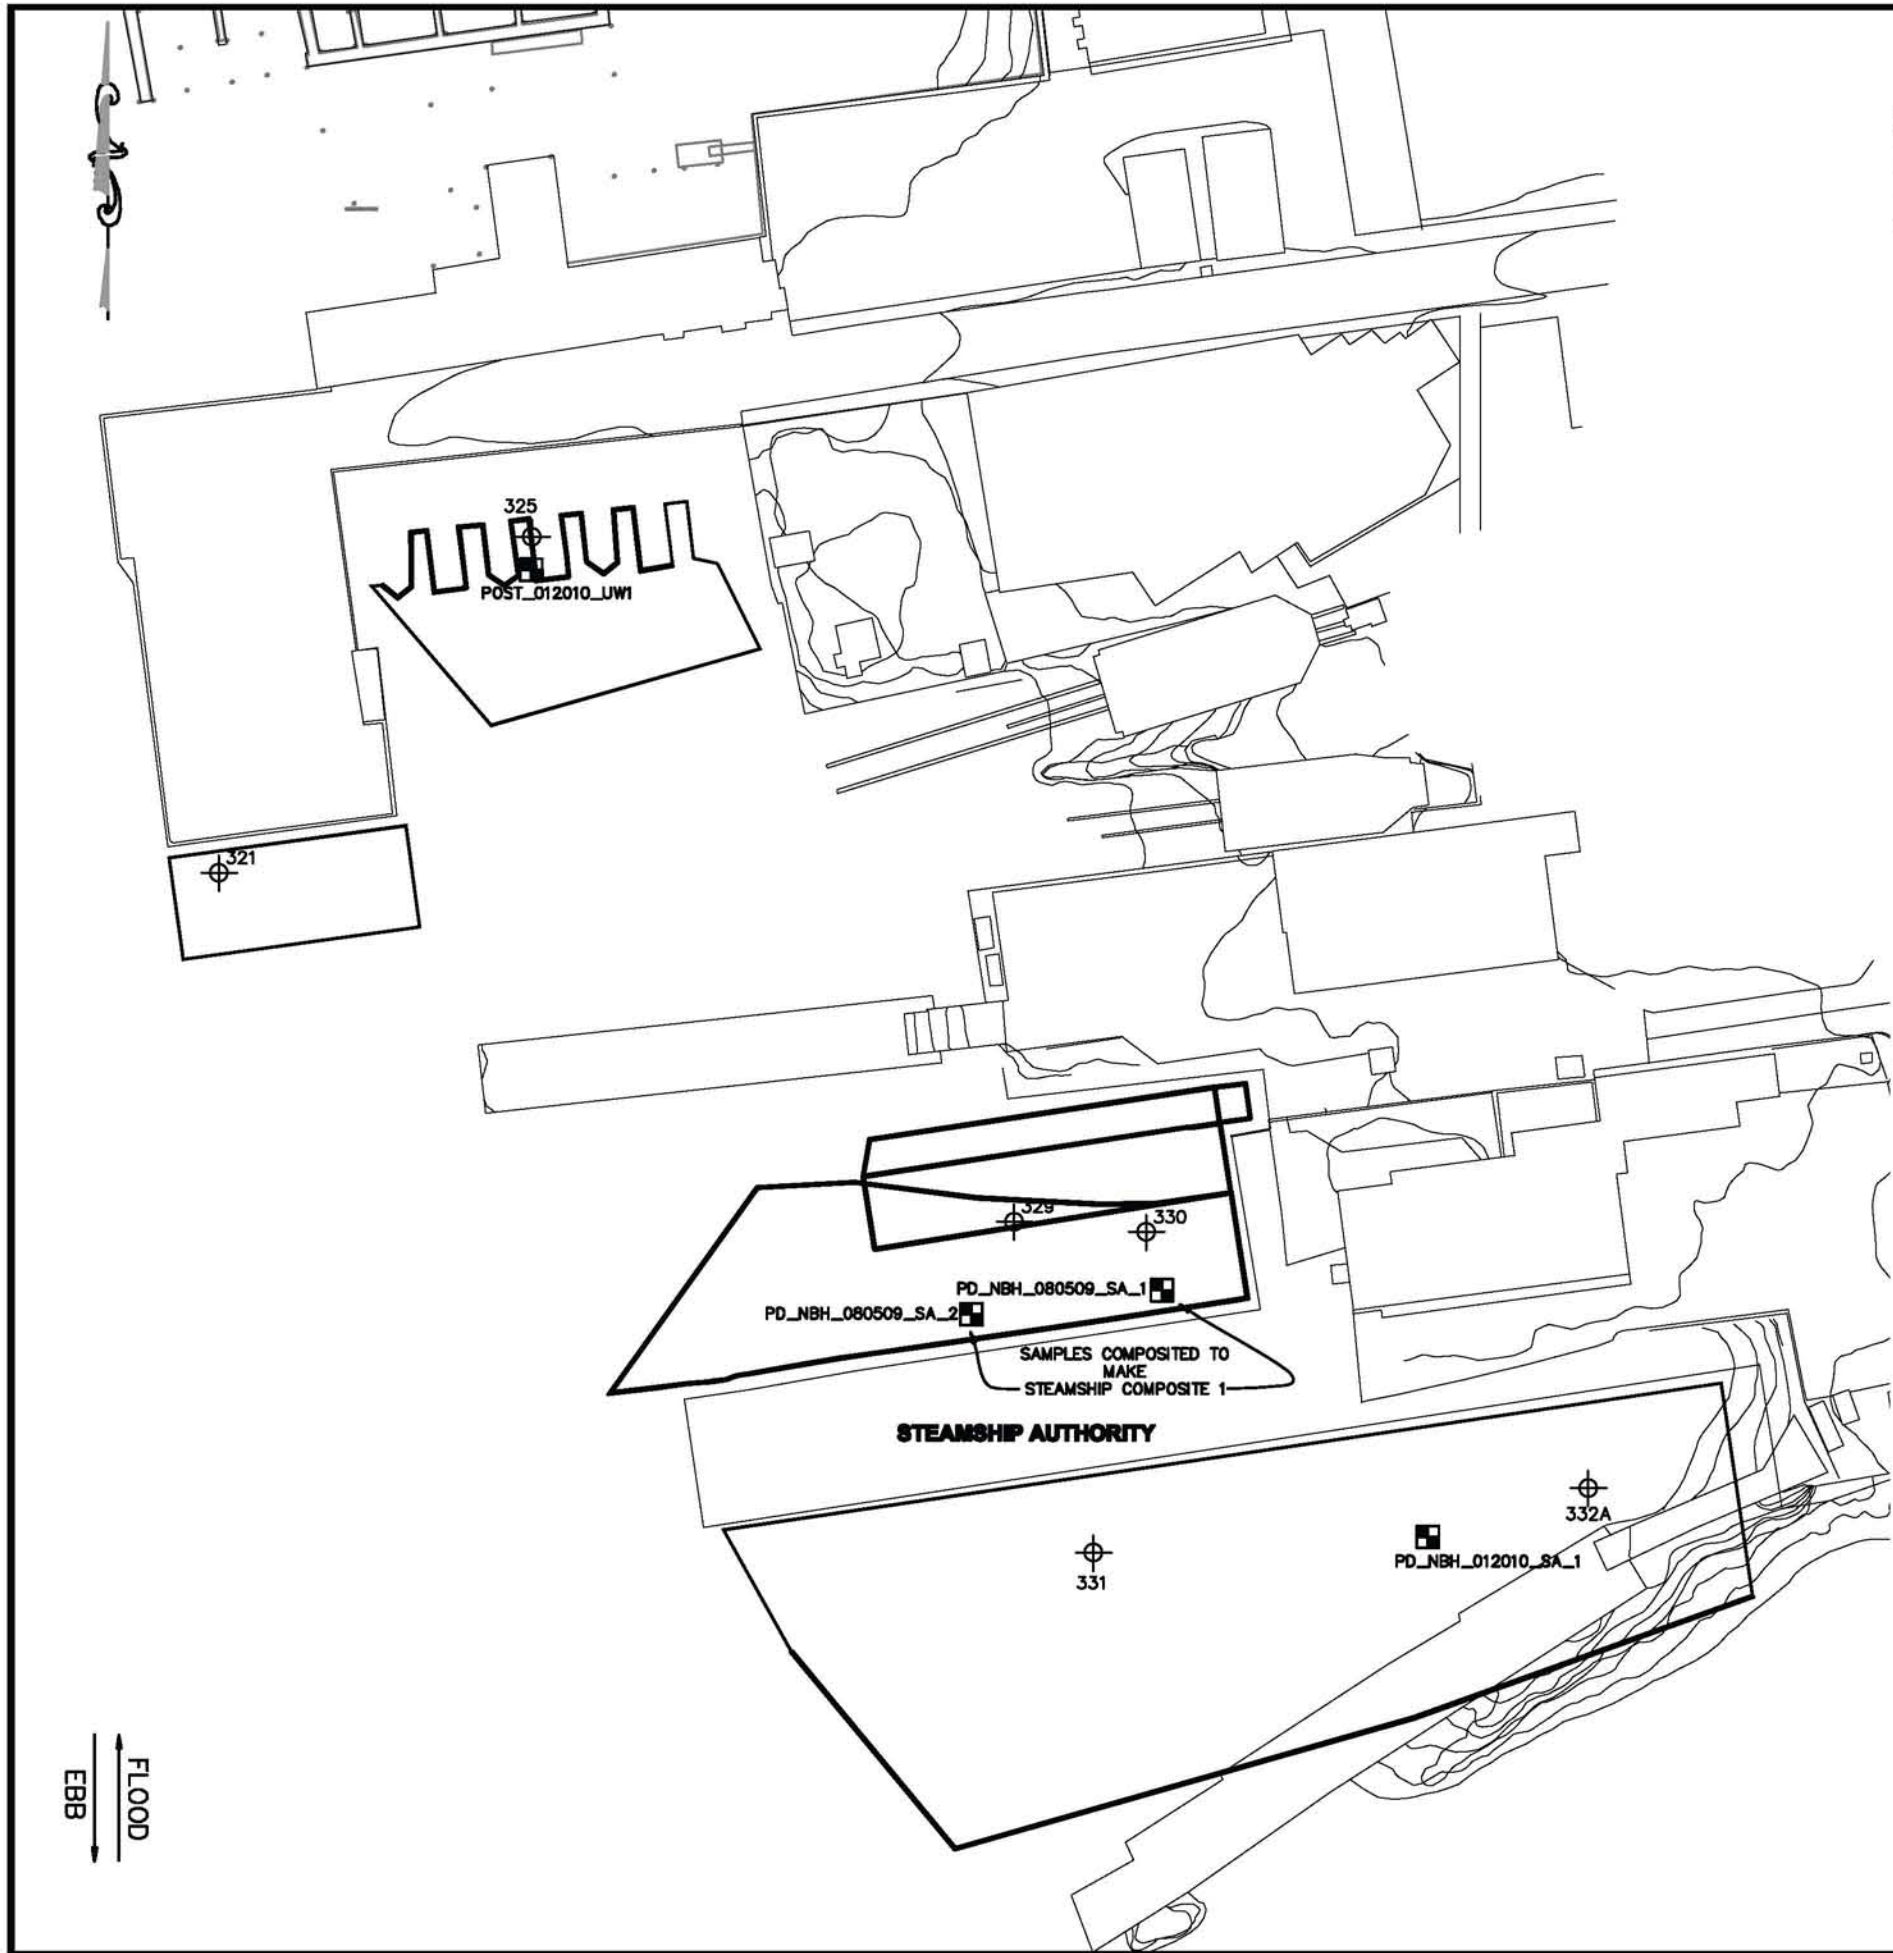 325
POST_012010_UW1
321
329
330
PD_NBH_080509_SA_1
PD_NBH_080509_SA_2
SAMPLES COMPOSITED TO
MAKE
STEAMSHIP COMPOSITE 1
STEAMSHIP AUTHORITY
332A
PD_NBH_012010_SA_1
331
FLOOD
EBB